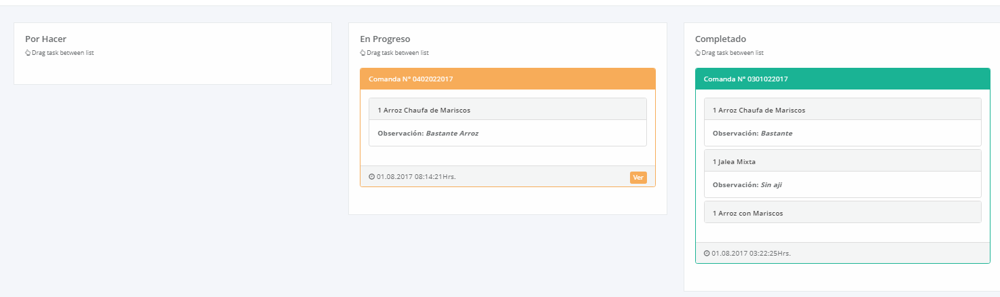 Por Hacer
Drag task between list
En Progreso
Drag task between list
Comanda N° 0402022017
1 Arroz Chaufa de Mariscos
Observación: Bastante Arroz
01.08.2017 08:14:21Hrs.
Ver
Completado
Drag task between list
Comanda N° 0301022017
1 Arroz Chaufa de Mariscos
Observación: Bastante
1 Jalea Mixta
Observación: Sin aji
1 Arroz con Mariscos
01.08.2017 03:22:25Hrs.